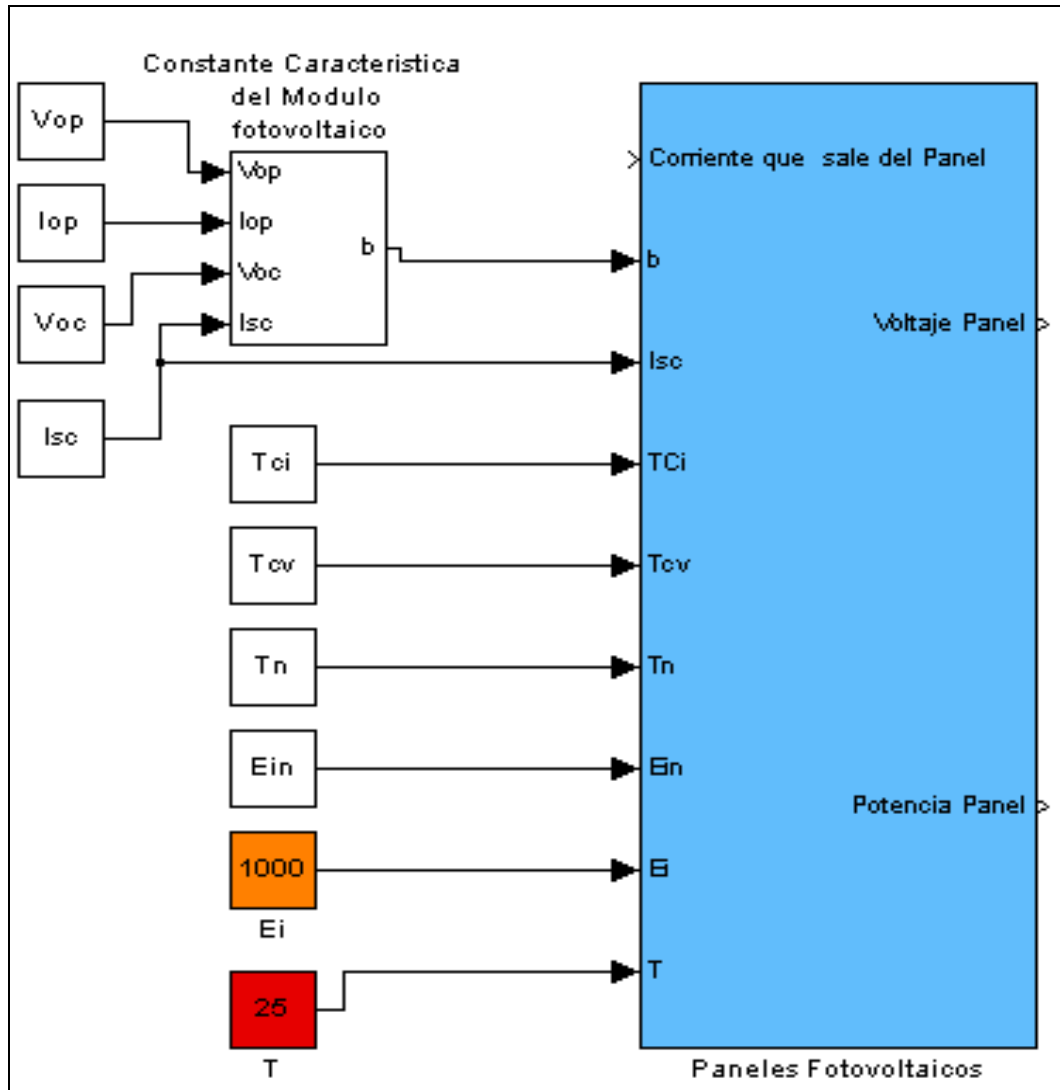 Constante Caracteristica
del Modulo
fotovoltaico
Vop
Iop
Voc
Isc
Vop
Iop
Voc
Isc
b
Tci
Tcv
Tn
Ein
1000
Ei
25
T
Corriente que sale del Panel
b
Isc
TCi
Tcv
Tn
Ein
Ei
T
Voltaje Panel
Potencia Panel
Paneles Fotovoltaicos